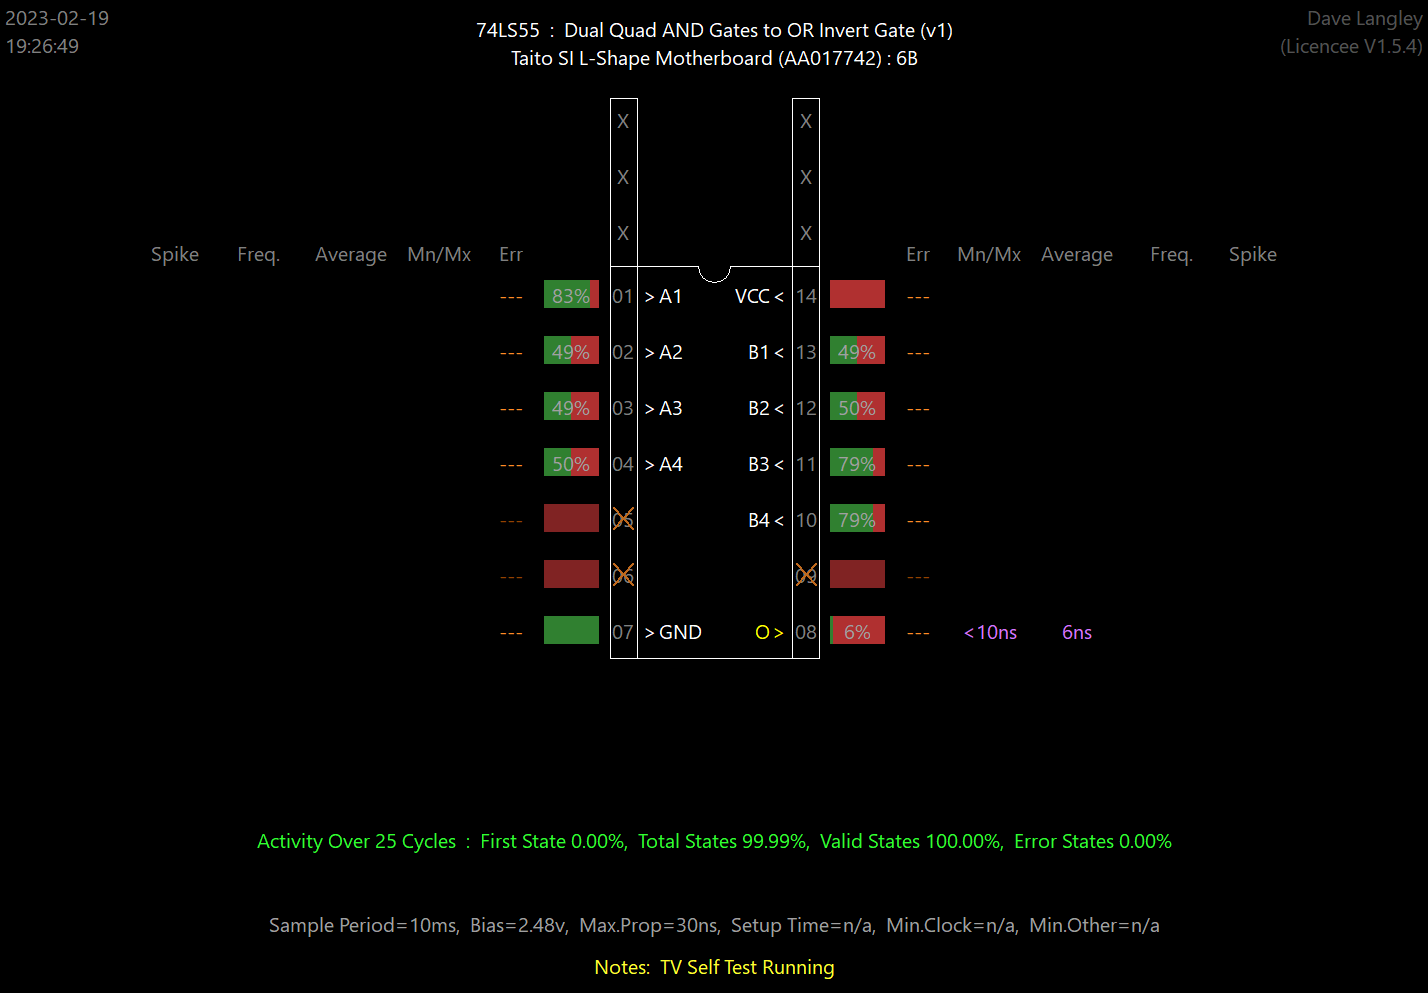 2023-02-19
19:26:49
74LS55 : Dual Quad AND Gates to OR Invert Gate (v1)
Taito SI L-Shape Motherboard (AA017742) : 6B
Dave Langley
(Licencee V1.5.4)
X X
X X
X X
Spike Freq. Average Mn/Mx Err Err Mn/Mx Average Freq. Spike
--- 83% 01 > A1 VCC < 14 ---
--- 49% 02 > A2 B1 < 13 49% ---
--- 49% 03 > A3 B2 < 12 50% ---
--- 50% 04 > A4 B3 < 11 79% ---
--- 05 B4 < 10 79% ---
--- 06 09 ---
--- 07 > GND O > 08 6% --- <10ns 6ns
Activity Over 25 Cycles : First State 0.00%, Total States 99.99%, Valid States 100.00%, Error States 0.00%
Sample Period=10ms, Bias=2.48v, Max.Prop=30ns, Setup Time=n/a, Min.Clock=n/a, Min.Other=n/a
Notes: TV Self Test Running